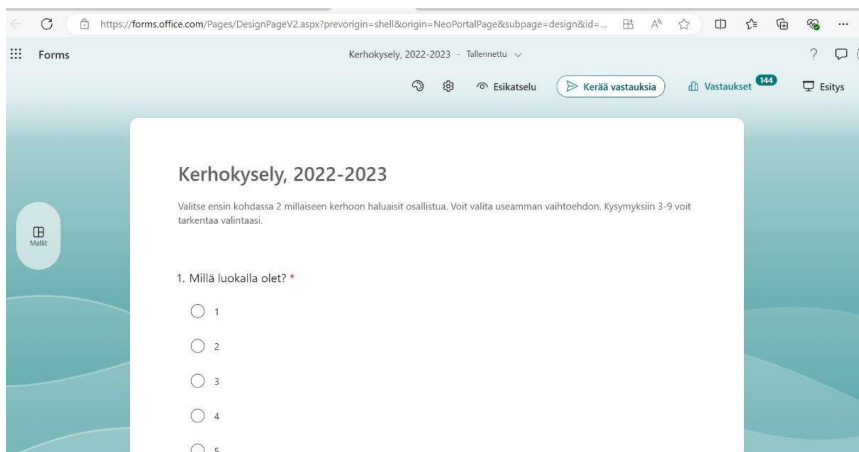 https://forms.office.com/Pages/DesignPageV2.aspx?prevorigin=shell&origin=NeoPortalPage&subpage=design&id=...
Forms
Kerhokysely, 2022-2023 - Tallennettu
?
Esikatselu
Kerää vastauksia
Vastaukset 144
Esitys
Kerhokysely, 2022-2023
Valitse ensin kohdassa 2 millaiseen kerhoon haluaisit osallistua. Voit valita useamman vaihtoehdon. Kysymyksiin 3-9 voit
tarkentaa valintaasi.
Mallit
1. Millä luokalla olet? *
1
2
3
4
5